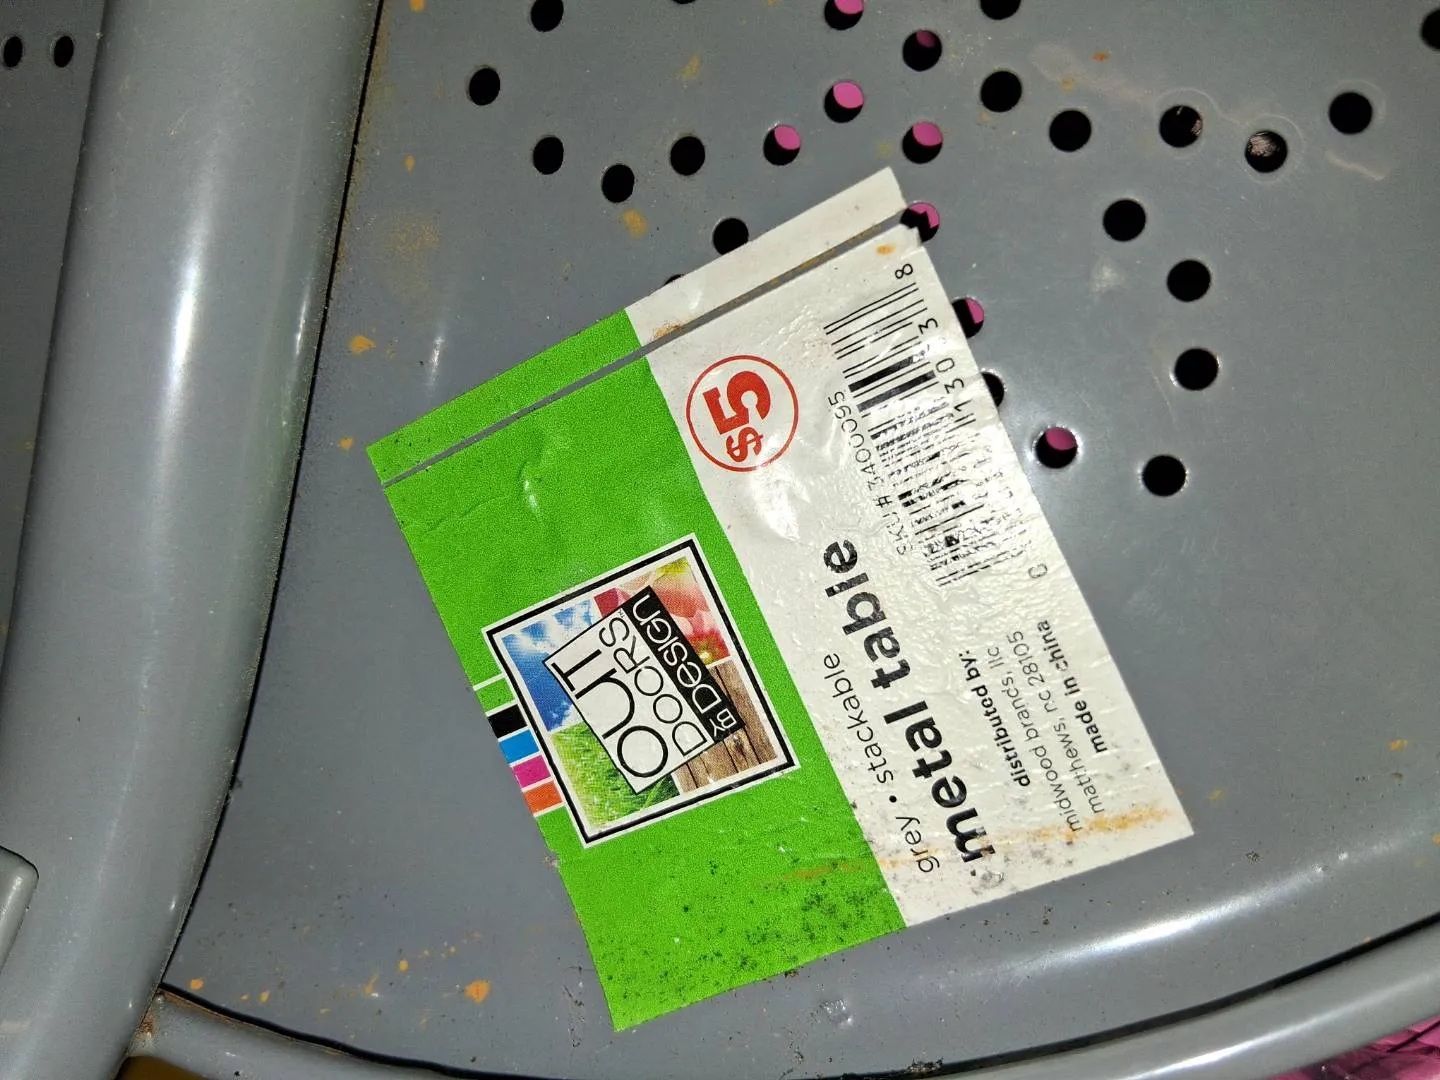 OUT
DOORS™
BY DESIGN
$5
grey • stackable
metal table
distributed by:
midwood brands, llc
matthews, nc 28105
made in china